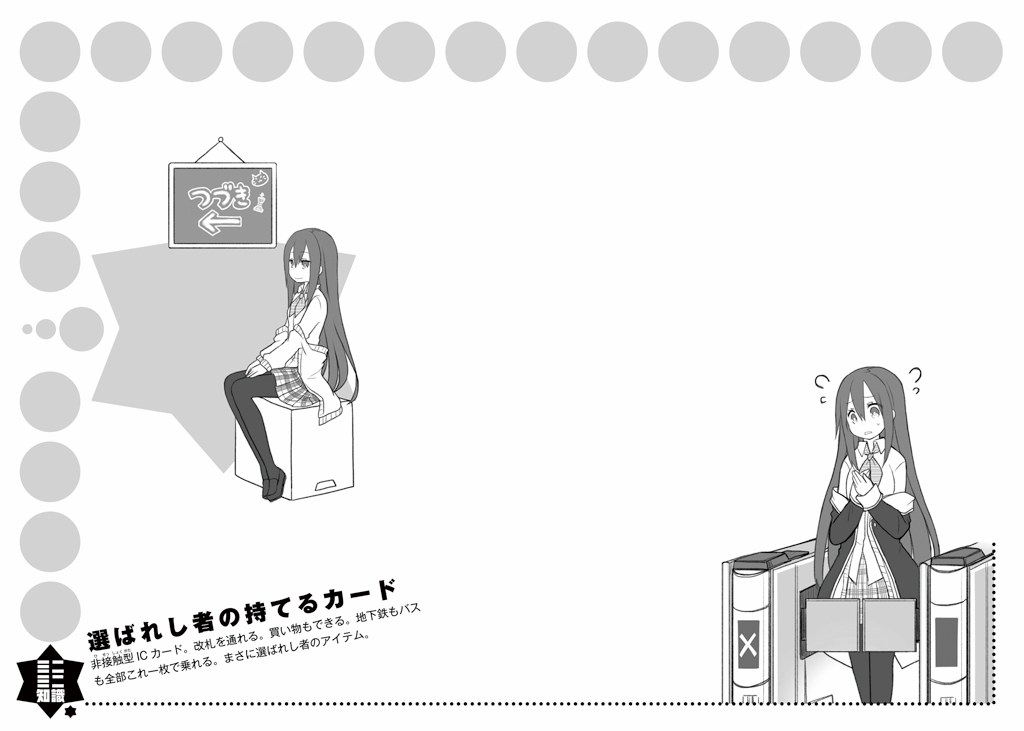 つづき
選ばれし者の持てるカード
非接触型ICカード。改札を通れる。買い物もできる。地下鉄もバス
も全部これ一枚で乗れる。まさに選ばれし者のアイテム。
ミニ
知識